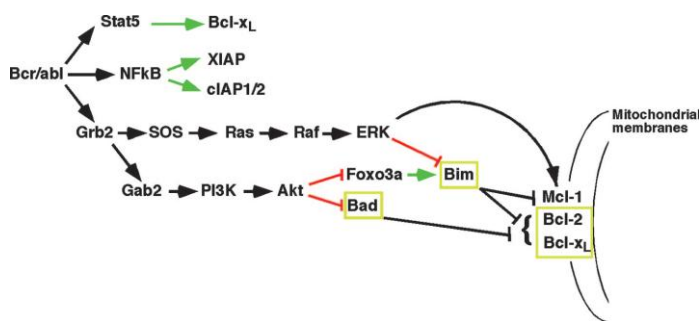 Stat5 Bcl-xL
XIAP
Bcr/abl NFkB
cIAP1/2
Mitochondrial
membranes
Grb2 SOS Ras Raf ERK
Foxo3a Bim
Gab2 PI3K Akt
Mcl-1
Bad
Bcl-2
{
Bcl-xL